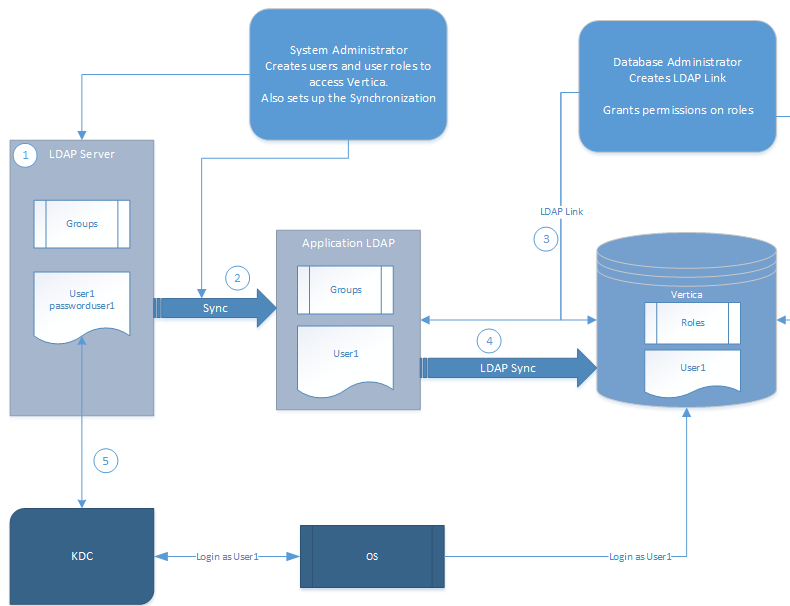 System Administrator
Creates users and user roles to
access Vertica.
Also sets up the Synchronization
Database Administrator
Creates LDAP Link
Grants permissions on roles
1
LDAP Server
Groups
User1
passworduser1
2
Sync
Application LDAP
Groups
User1
LDAP Link
3
4
LDAP Sync
Vertica
Roles
User1
5
KDC
Login as User1
OS
Login as User1